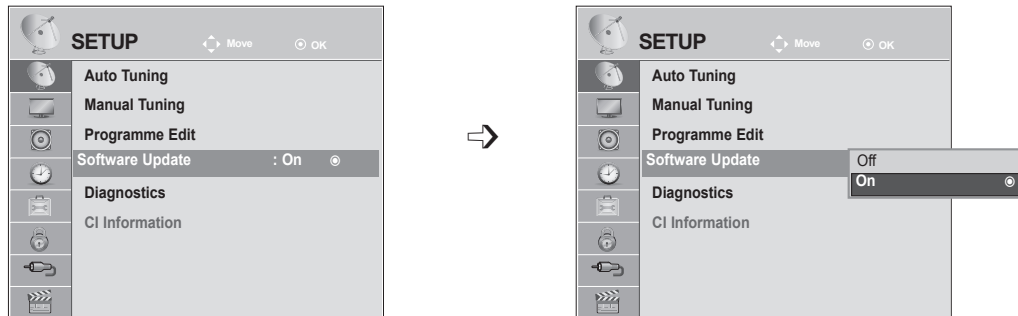 SETUP Move OK
Auto Tuning
Manual Tuning
Programme Edit
Software Update : On
Diagnostics
CI Information
SETUP Move OK
Auto Tuning
Manual Tuning
Programme Edit
Software Update
Off
On
Diagnostics
CI Information